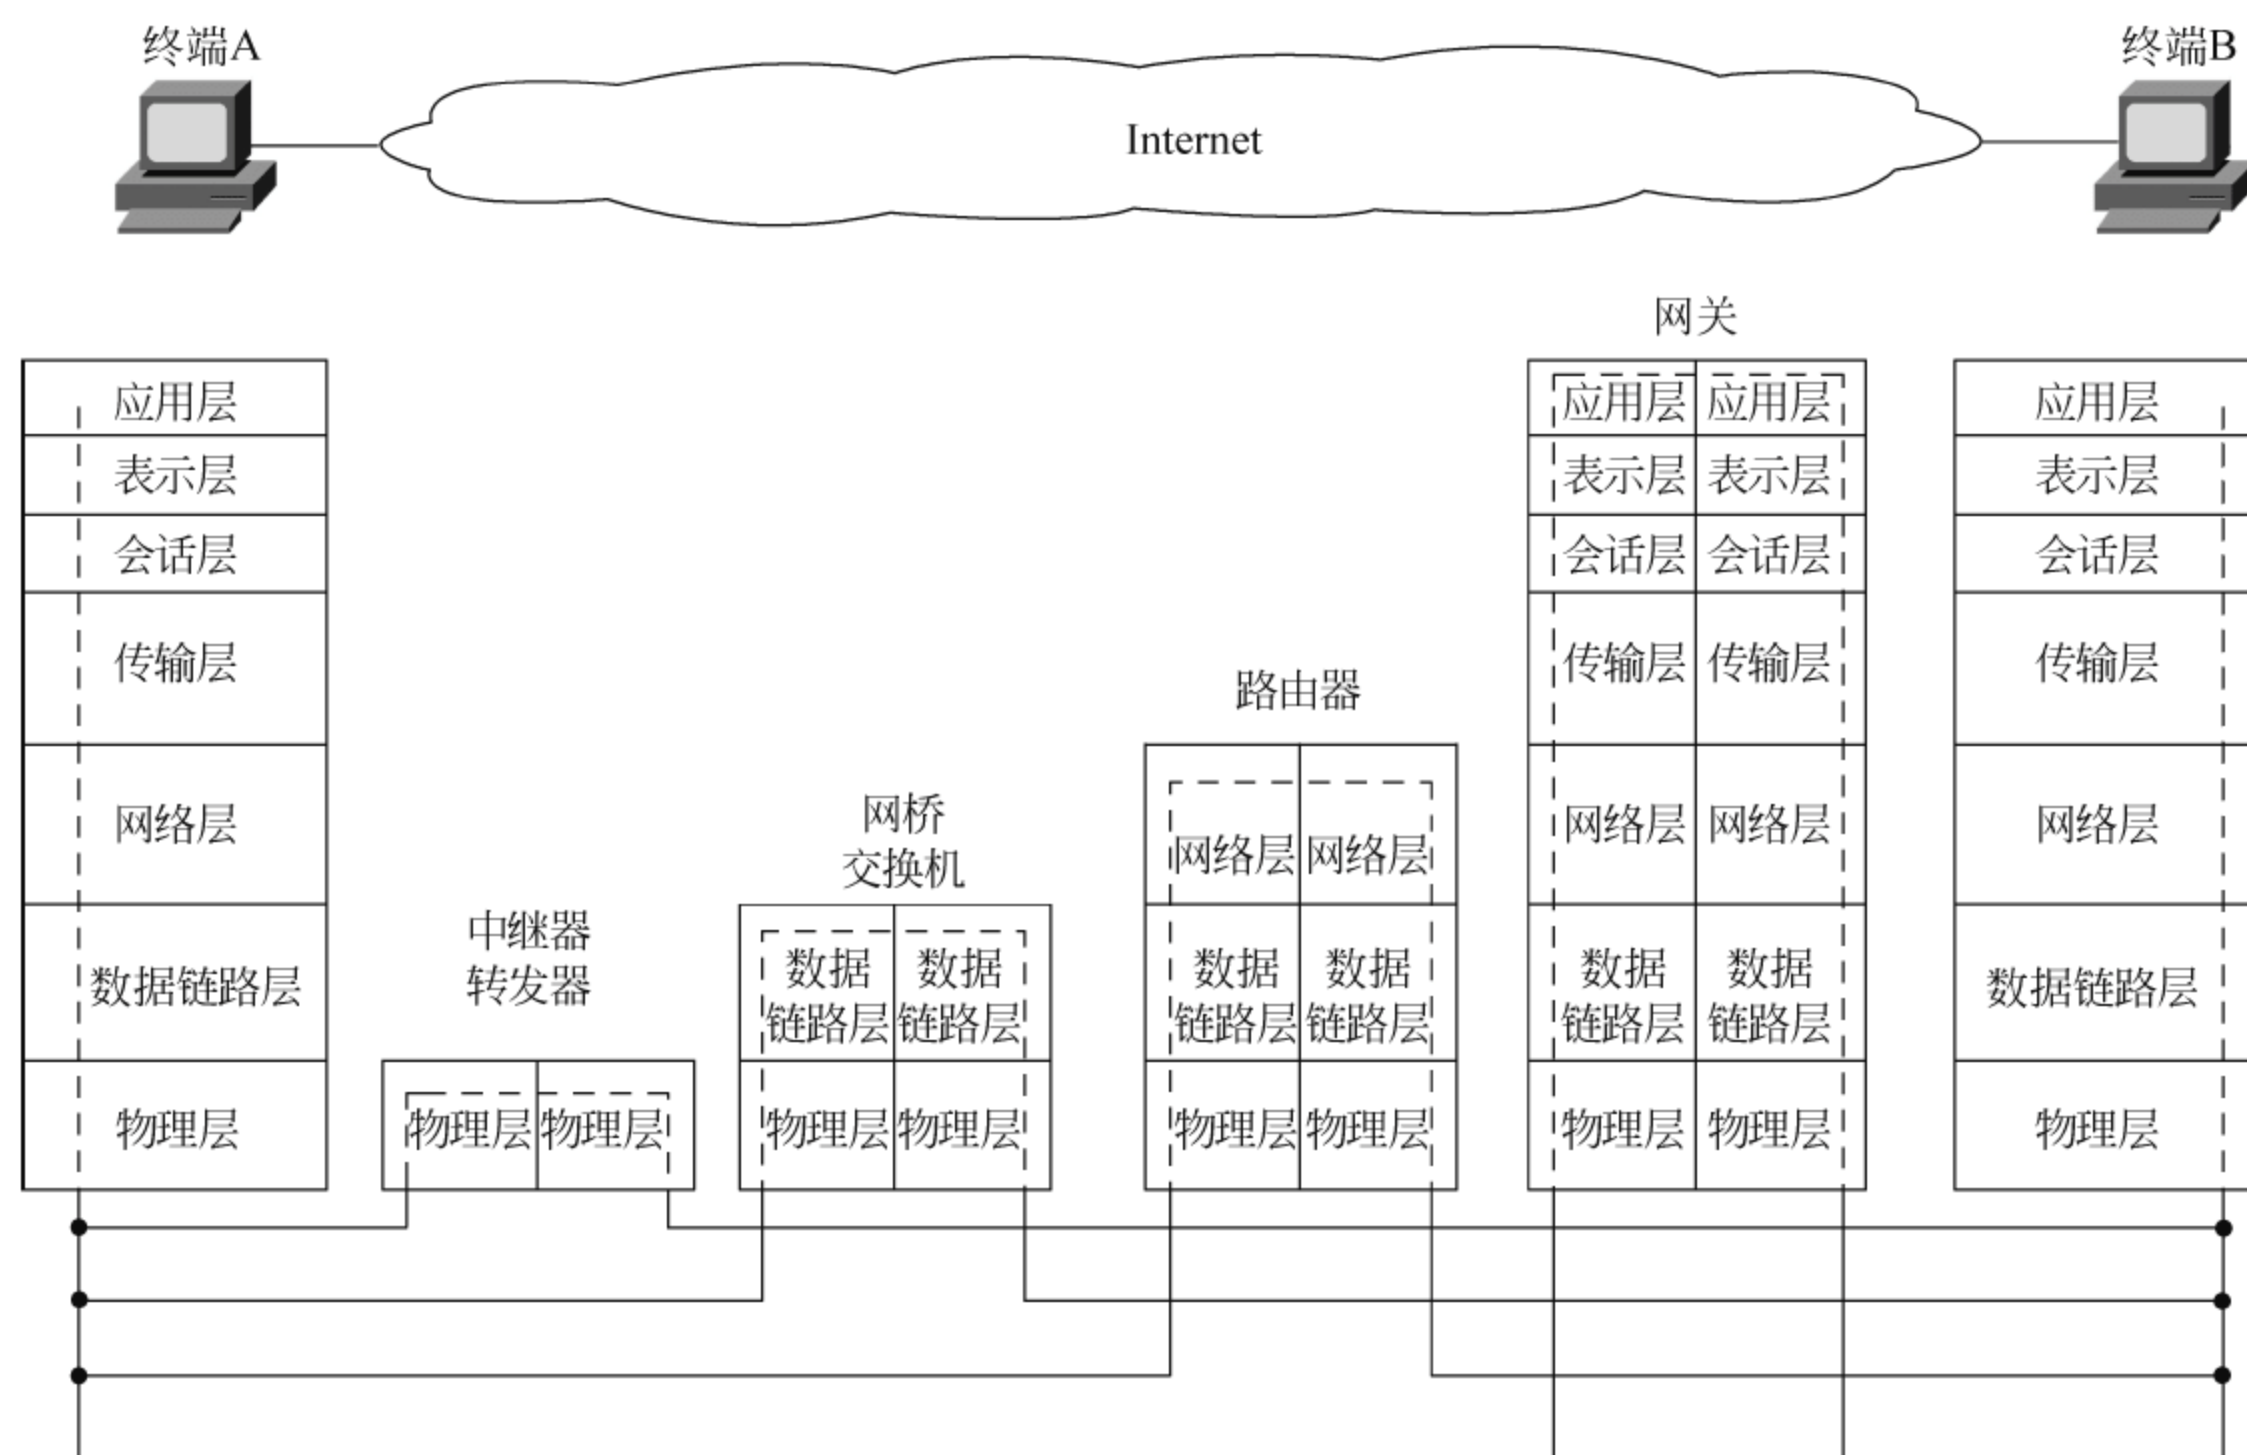 终端A
终端B
Internet
网关
应用层
表示层
会话层
传输层
网络层
数据链路层
物理层
中继器
转发器
物理层 物理层
网桥
交换机
数据 数据
链路层 链路层
物理层 物理层
路由器
网络层 网络层
数据 数据
链路层 链路层
物理层 物理层
应用层 应用层
表示层 表示层
会话层 会话层
传输层 传输层
网络层 网络层
数据 数据
链路层 链路层
物理层 物理层
应用层
表示层
会话层
传输层
网络层
数据链路层
物理层